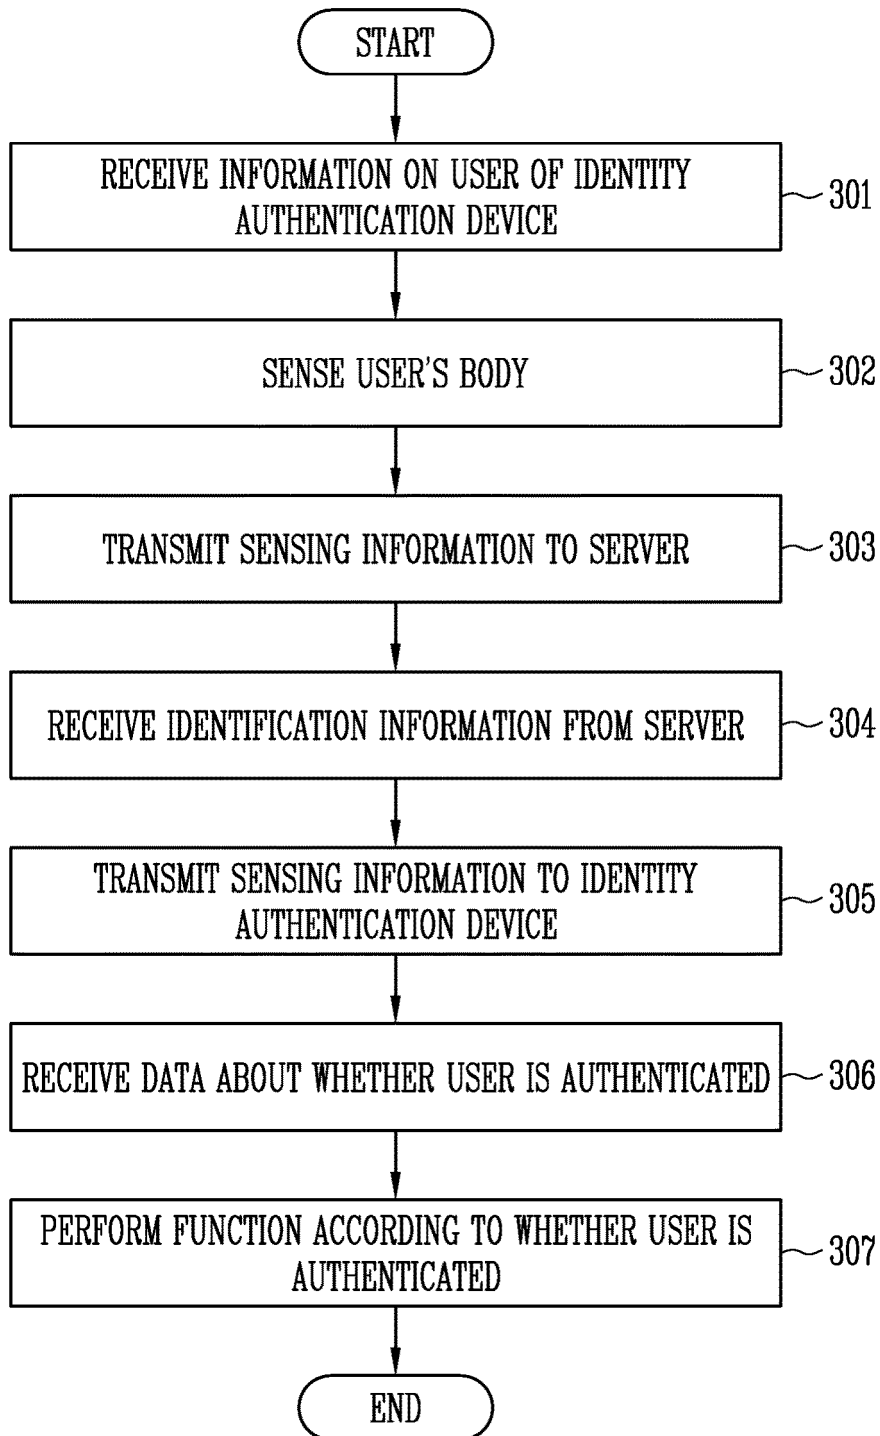 START
RECEIVE INFORMATION ON USER OF IDENTITY
AUTHENTICATION DEVICE
301
SENSE USER'S BODY
302
TRANSMIT SENSING INFORMATION TO SERVER
303
RECEIVE IDENTIFICATION INFORMATION FROM SERVER
304
TRANSMIT SENSING INFORMATION TO IDENTITY
AUTHENTICATION DEVICE
305
RECEIVE DATA ABOUT WHETHER USER IS AUTHENTICATED
306
PERFORM FUNCTION ACCORDING TO WHETHER USER IS
AUTHENTICATED
307
END